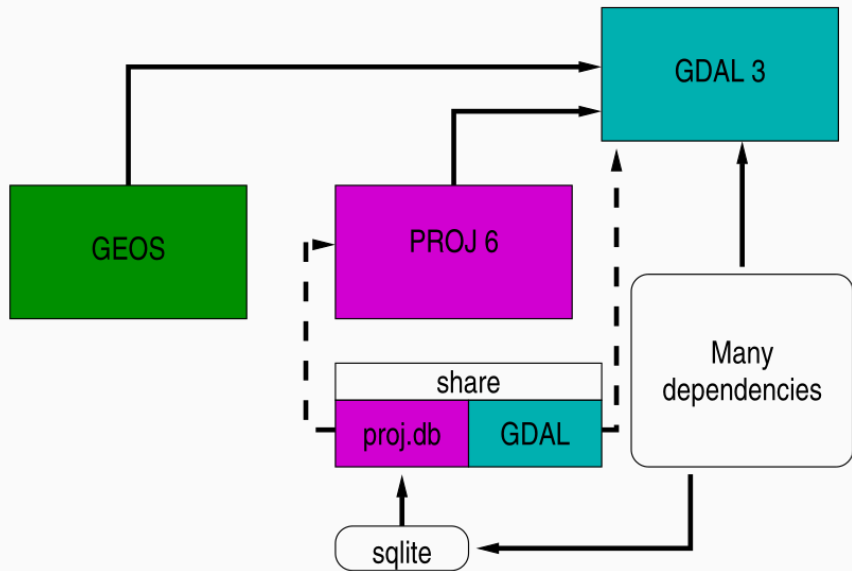 GDAL 3
GEOS
PROJ 6
Many
dependencies
share
proj.db
GDAL
sqlite